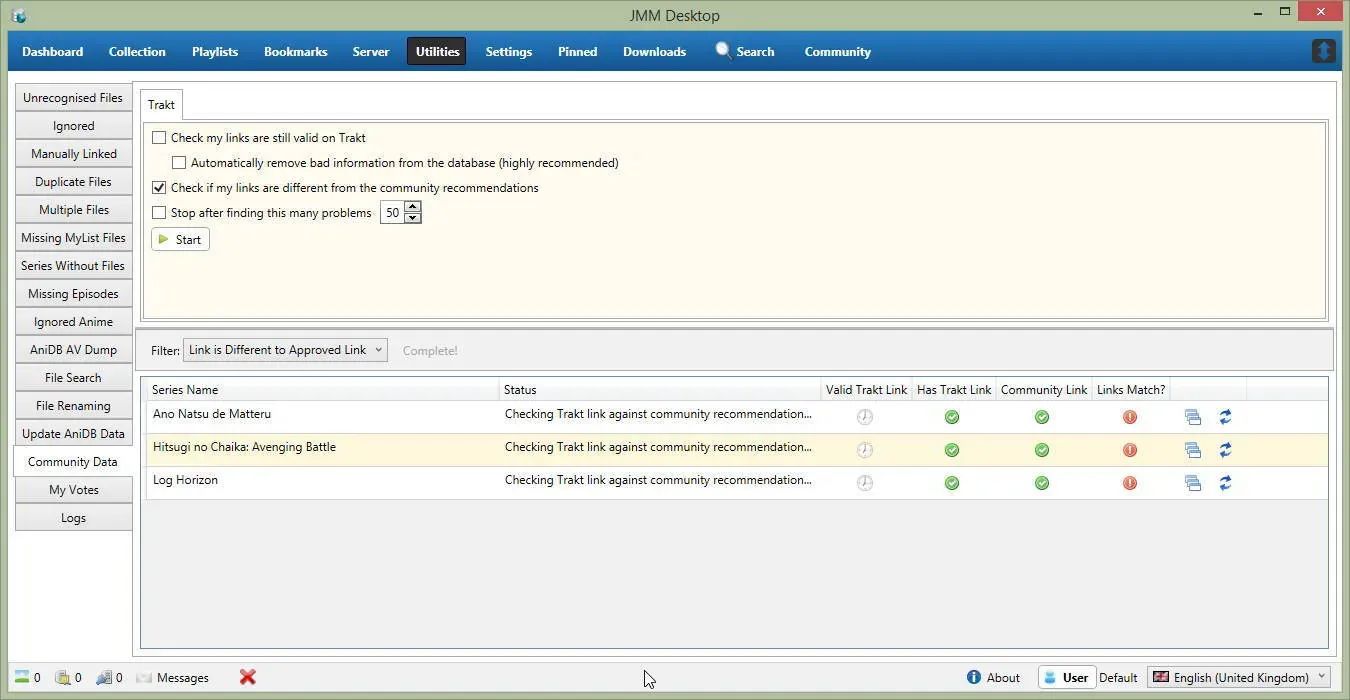 JMM Desktop
Dashboard Collection Playlists Bookmarks Server Utilities Settings Pinned Downloads Search Community
Unrecognised Files
Ignored
Manually Linked
Duplicate Files
Multiple Files
Missing MyList Files
Series Without Files
Missing Episodes
Ignored Anime
AniDB AV Dump
File Search
File Renaming
Update AniDB Data
Community Data
My Votes
Logs
Trakt
Check my links are still valid on Trakt
Automatically remove bad information from the database (highly recommended)
Check if my links are different from the community recommendations
Stop after finding this many problems 50
Start
Filter: Link is Different to Approved Link Complete!
Series Name Status Valid Trakt Link Has Trakt Link Community Link Links Match?
Ano Natsu de Matteru Checking Trakt link against community recommendation...
Hitsugi no Chaika: Avenging Battle Checking Trakt link against community recommendation...
Log Horizon Checking Trakt link against community recommendation...
0 0 0 Messages About User Default English (United Kingdom)